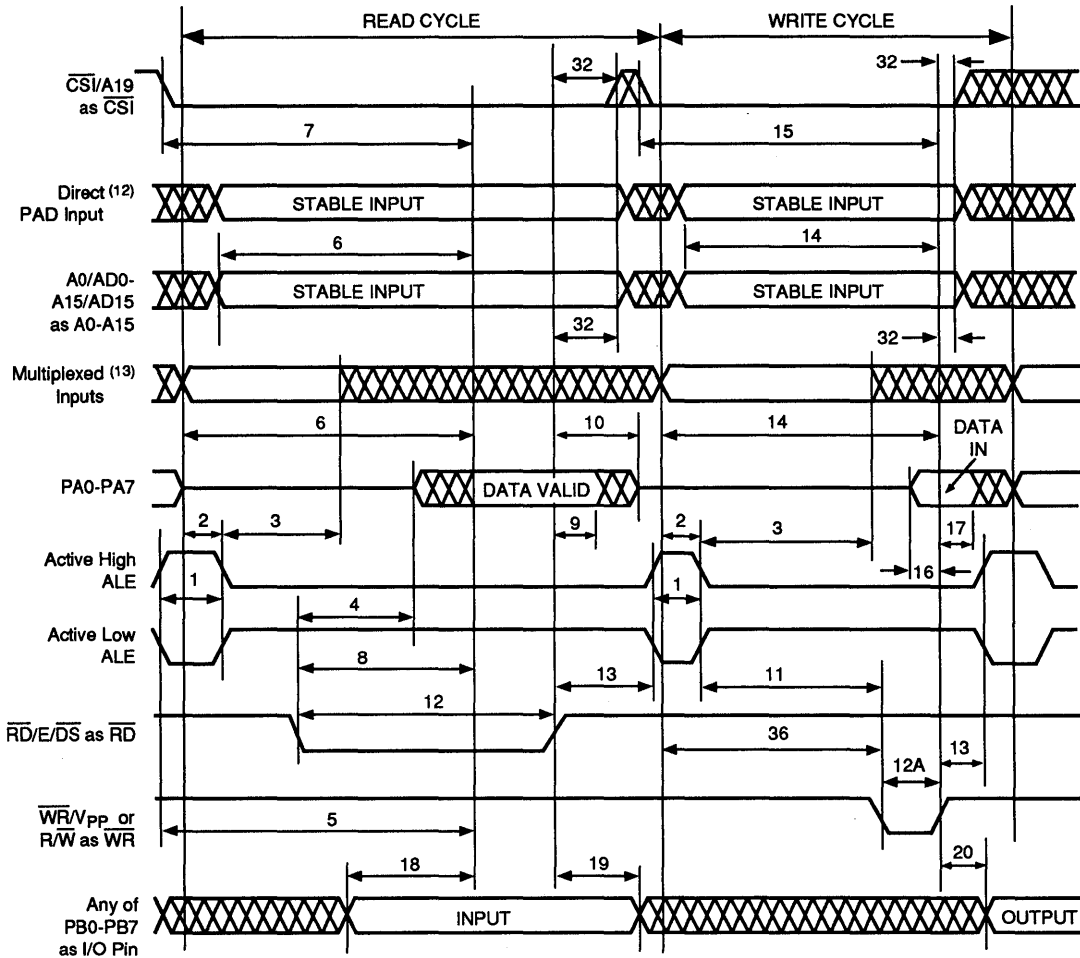 READ CYCLE
WRITE CYCLE
32
32
CSI/A19
as CSI
7
15
Direct (12)
PAD Input
STABLE INPUT
STABLE INPUT
6
14
A0/AD0-
A15/AD15
as A0-A15
STABLE INPUT
STABLE INPUT
32
32
Multiplexed (13)
Inputs
6
10
14
DATA
IN
PA0-PA7
DATA VALID
2
3
9
2
3
17
Active High
ALE
16
1
1
4
Active Low
ALE
8
13
11
12
RD/E/DS as RD
36
13
12A
WR/VPP or
R/W as WR
5
18
19
20
Any of
PB0-PB7
as I/O Pin
INPUT
OUTPUT